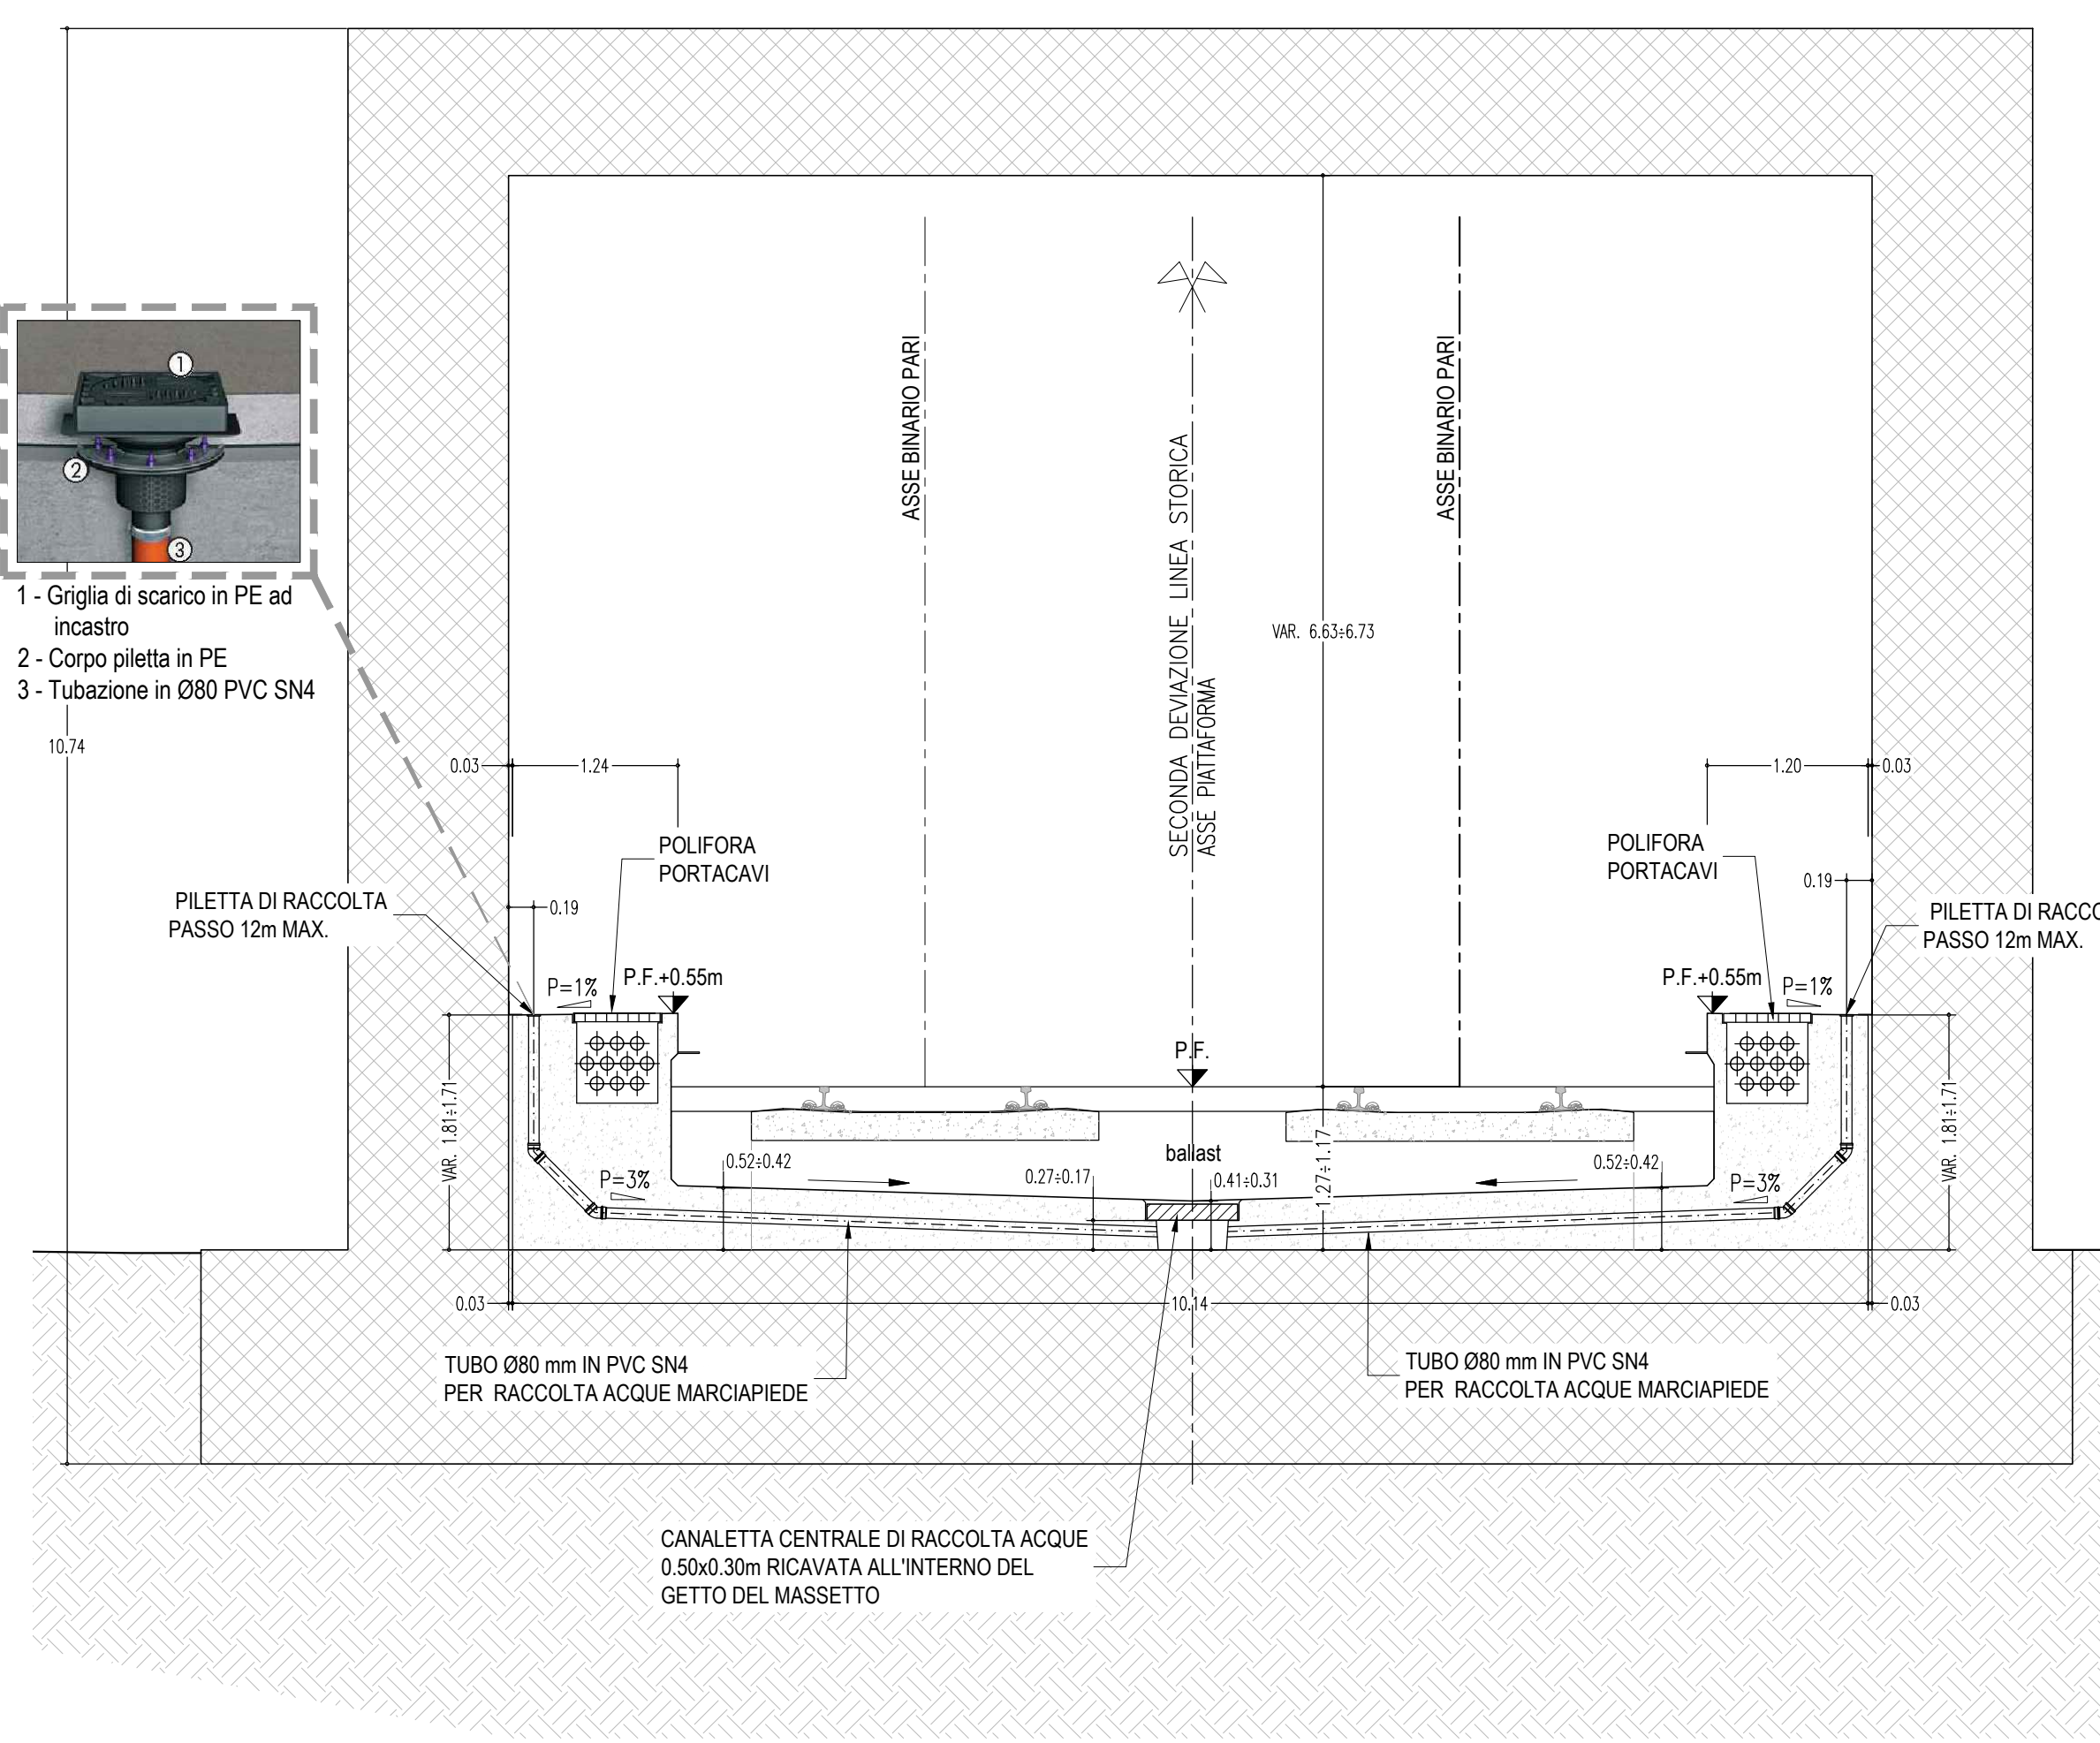 1
2
3
1 - Griglia di scarico in PE ad
incastro
2 - Corpo piletta in PE
3 - Tubazione in Ø80 PVC SN4
10.74
ASSE BINARIO PARI
SECONDA DEVIAZIONE LINEA STORICA
ASSE PIATTAFORMA
ASSE BINARIO PARI
VAR. 6.63÷6.73
0.03
1.24
1.20
0.03
POLIFORA
PORTACAVI
POLIFORA
PORTACAVI
PILETTA DI RACCOLTA
PASSO 12m MAX.
0.19
0.19
PILETTA DI RACCO
PASSO 12m MAX.
P=1%
P.F.+0.55m
P.F.+0.55m
P=1%
P.F.
VAR. 1.81÷1.71
VAR. 1.81÷1.71
ballast
0.52÷0.42
0.27÷0.17
0.41÷0.31
1.27÷1.17
0.52÷0.42
P=3%
P=3%
0.03
10.14
0.03
TUBO Ø80 mm IN PVC SN4
PER RACCOLTA ACQUE MARCIAPIEDE
TUBO Ø80 mm IN PVC SN4
PER RACCOLTA ACQUE MARCIAPIEDE
CANALETTA CENTRALE DI RACCOLTA ACQUE
0.50x0.30m RICAVATA ALL'INTERNO DEL
GETTO DEL MASSETTO